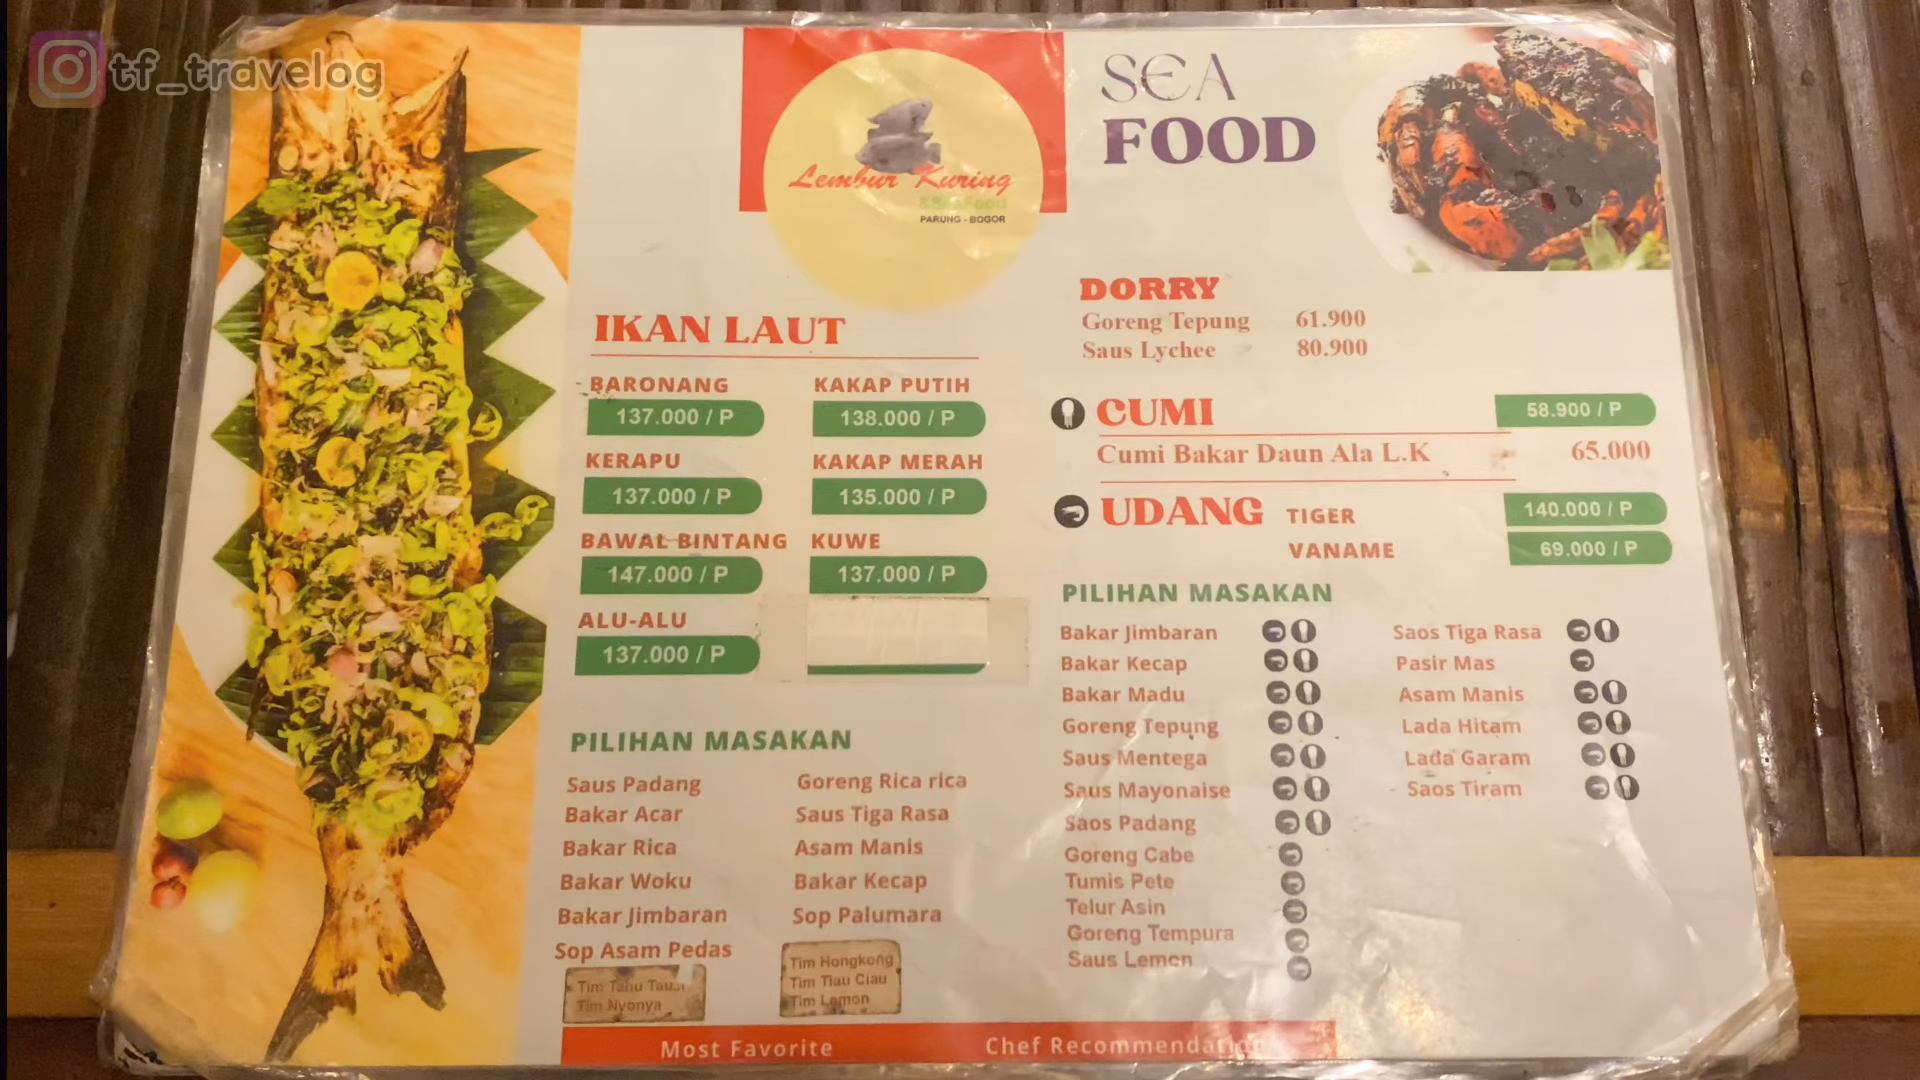 tf_travelog
Lembur Kuring
&SeaFood
PARUNG - BOGOR
IKAN LAUT
BARONANG
137.000 / P
KAKAP PUTIH
138.000 / P
KERAPU
137.000 / P
KAKAP MERAH
135.000 / P
BAWAL BINTANG
147.000 / P
KUWE
137.000 / P
ALU-ALU
137.000 / P
PILIHAN MASAKAN
Saus Padang
Bakar Acar
Bakar Rica
Bakar Woku
Bakar Jimbaran
Sop Asam Pedas
Tim Tahu
Tim Nyonya
Goreng Rica rica
Saus Tiga Rasa
Asam Manis
Bakar Kecap
Sop Palumara
Tim Hongkong
Tim Tiau Ciau
Tim Lemon
SEA
FOOD
DORRY
Goreng Tepung 61.900
Saus Lychee 80.900
CUMI 58.900 / P
Cumi Bakar Daun Ala L.K 65.000
UDANG TIGER 140.000 / P
VANAME 69.000 / P
PILIHAN MASAKAN
Bakar Jimbaran
Bakar Kecap
Bakar Madu
Goreng Tepung
Saus Mentega
Saus Mayonaise
Saos Padang
Goreng Cabe
Tumis Pete
Telur Asin
Goreng Tempura
Saus Lemon
Saos Tiga Rasa
Pasir Mas
Asam Manis
Lada Hitam
Lada Garam
Saos Tiram
Most Favorite
Chef Recommendation